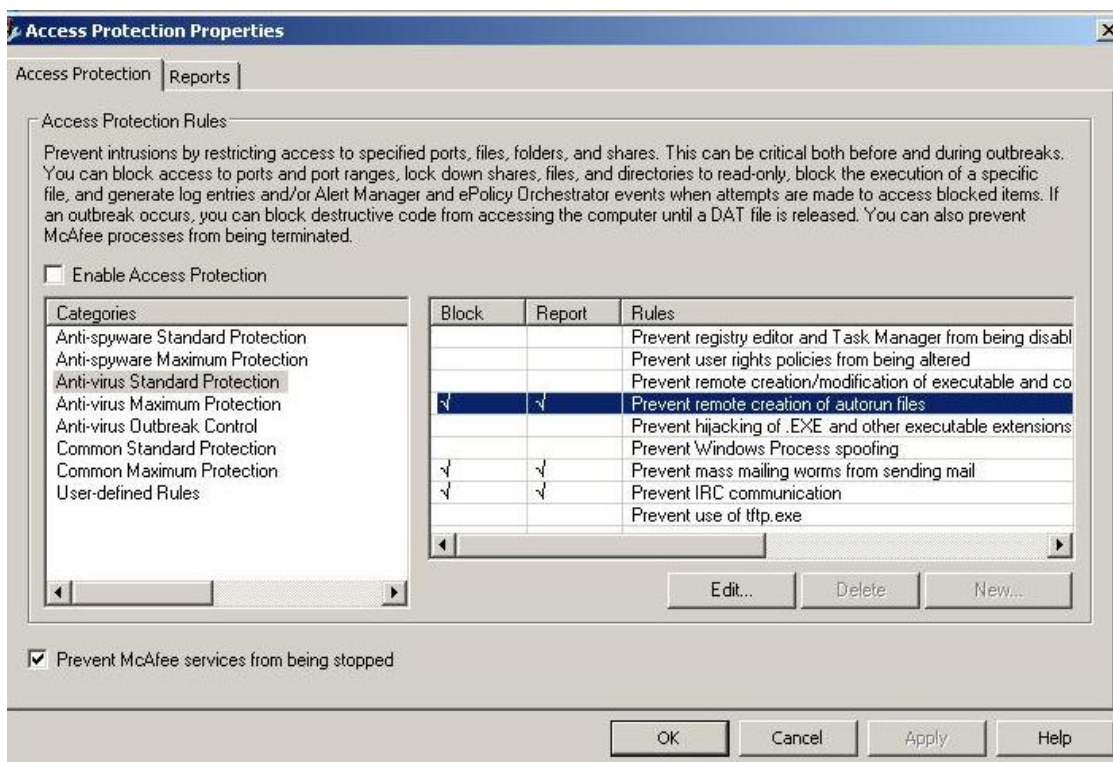 Access Protection Properties
Access Protection
Reports
Access Protection Rules
Prevent intrusions by restricting access to specified ports, files, folders, and shares. This can be critical both before and during outbreaks.
You can block access to ports and port ranges, lock down shares, files, and directories to read-only, block the execution of a specific
file, and generate log entries and/or Alert Manager and ePolicy Orchestrator events when attempts are made to access blocked items. If
an outbreak occurs, you can block destructive code from accessing the computer until a DAT file is released. You can also prevent
McAfee processes from being terminated.
Enable Access Protection
Categories
Anti-spyware Standard Protection
Anti-spyware Maximum Protection
Anti-virus Standard Protection
Anti-virus Maximum Protection
Anti-virus Outbreak Control
Common Standard Protection
Common Maximum Protection
User-defined Rules
Block Report Rules
Prevent registry editor and Task Manager from being disabl
Prevent user rights policies from being altered
Prevent remote creation/modification of executable and co
Prevent remote creation of autorun files
Prevent hijacking of .EXE and other executable extensions
Prevent Windows Process spoofing
Prevent mass mailing worms from sending mail
Prevent IRC communication
Prevent use of tftp.exe
Edit... Delete New...
Prevent McAfee services from being stopped
OK Cancel Apply Help